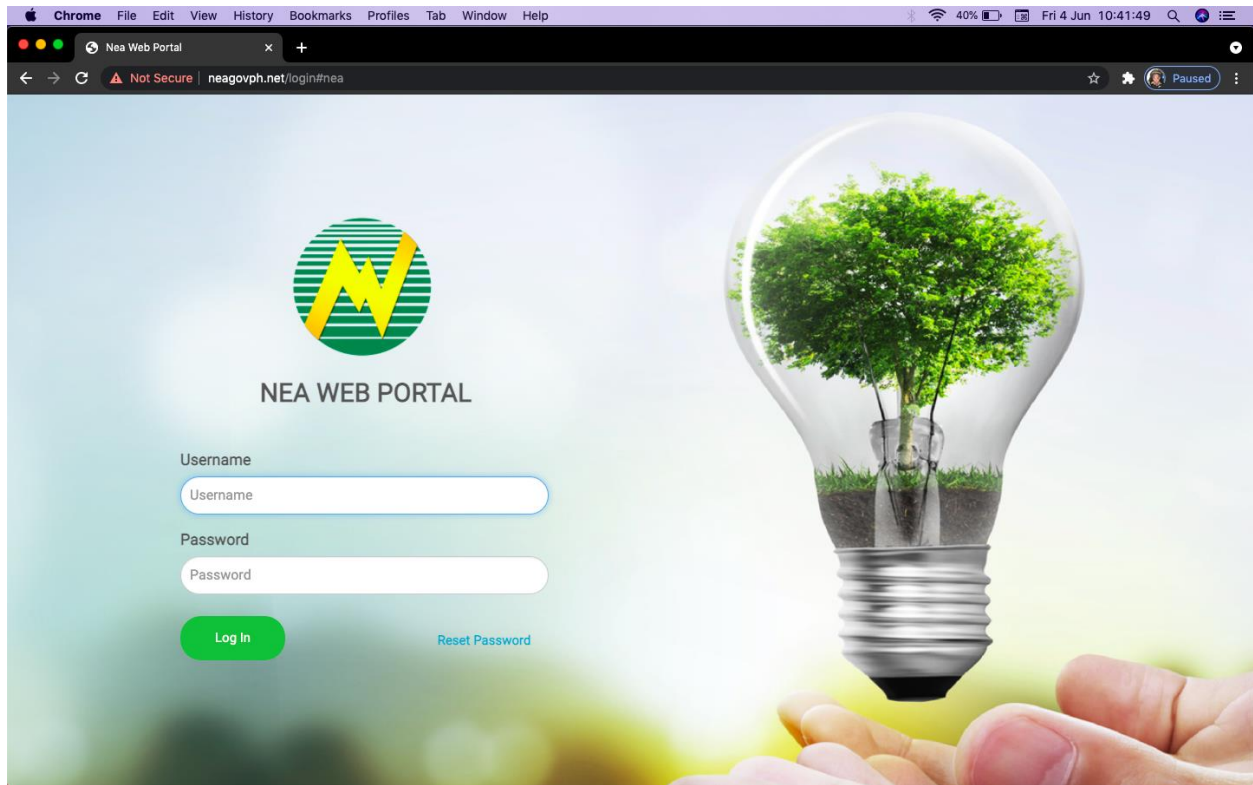 Chrome File Edit View History Bookmarks Profiles Tab Window Help 40% Fri 4 Jun 10:41:49
Nea Web Portal
Not Secure | neagovph.net/login#nea Paused
NEA WEB PORTAL
Username
Username
Password
Password
Log In Reset Password